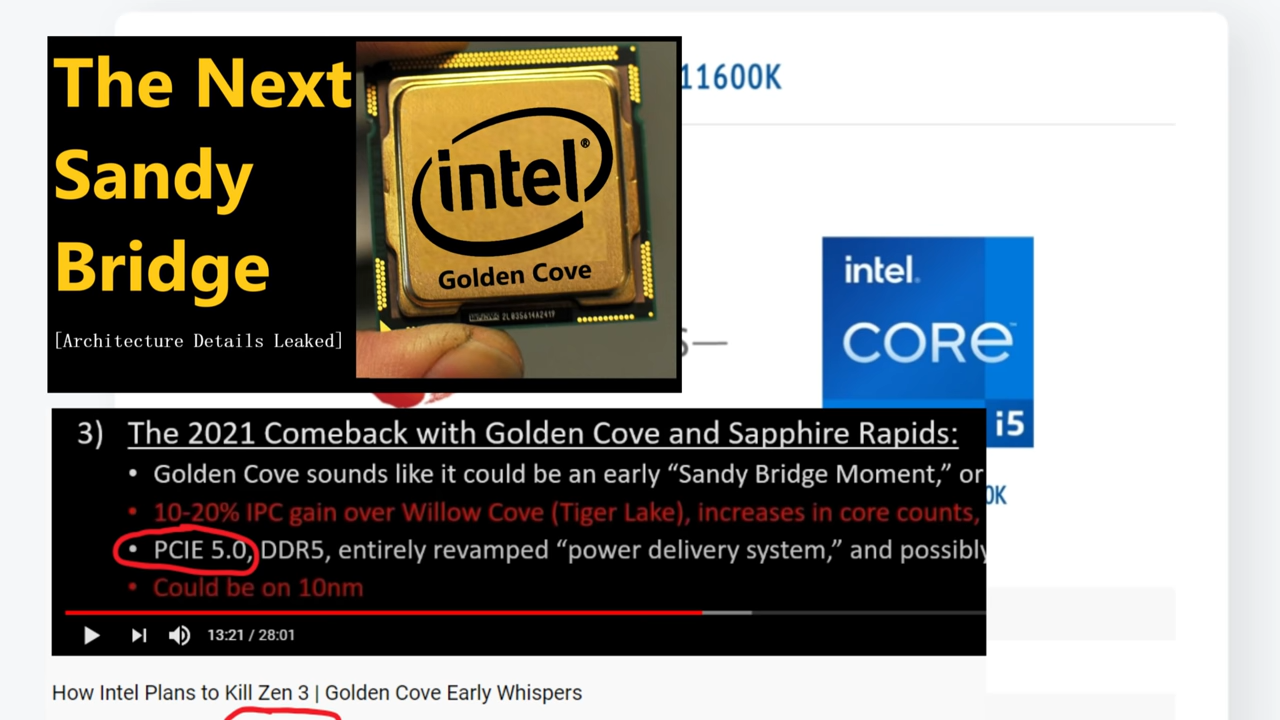 The Next
Sandy
Bridge
[Architecture Details Leaked]
intel®
Golden Cove
11600K
S—
intel.
CORE™
i5
0K
3) The 2021 Comeback with Golden Cove and Sapphire Rapids:
• Golden Cove sounds like it could be an early “Sandy Bridge Moment,” or
• 10-20% IPC gain over Willow Cove (Tiger Lake), increases in core counts,
• PCIE 5.0, DDR5, entirely revamped “power delivery system,” and possibly
• Could be on 10nm
13:21 / 28:01
How Intel Plans to Kill Zen 3 | Golden Cove Early Whispers